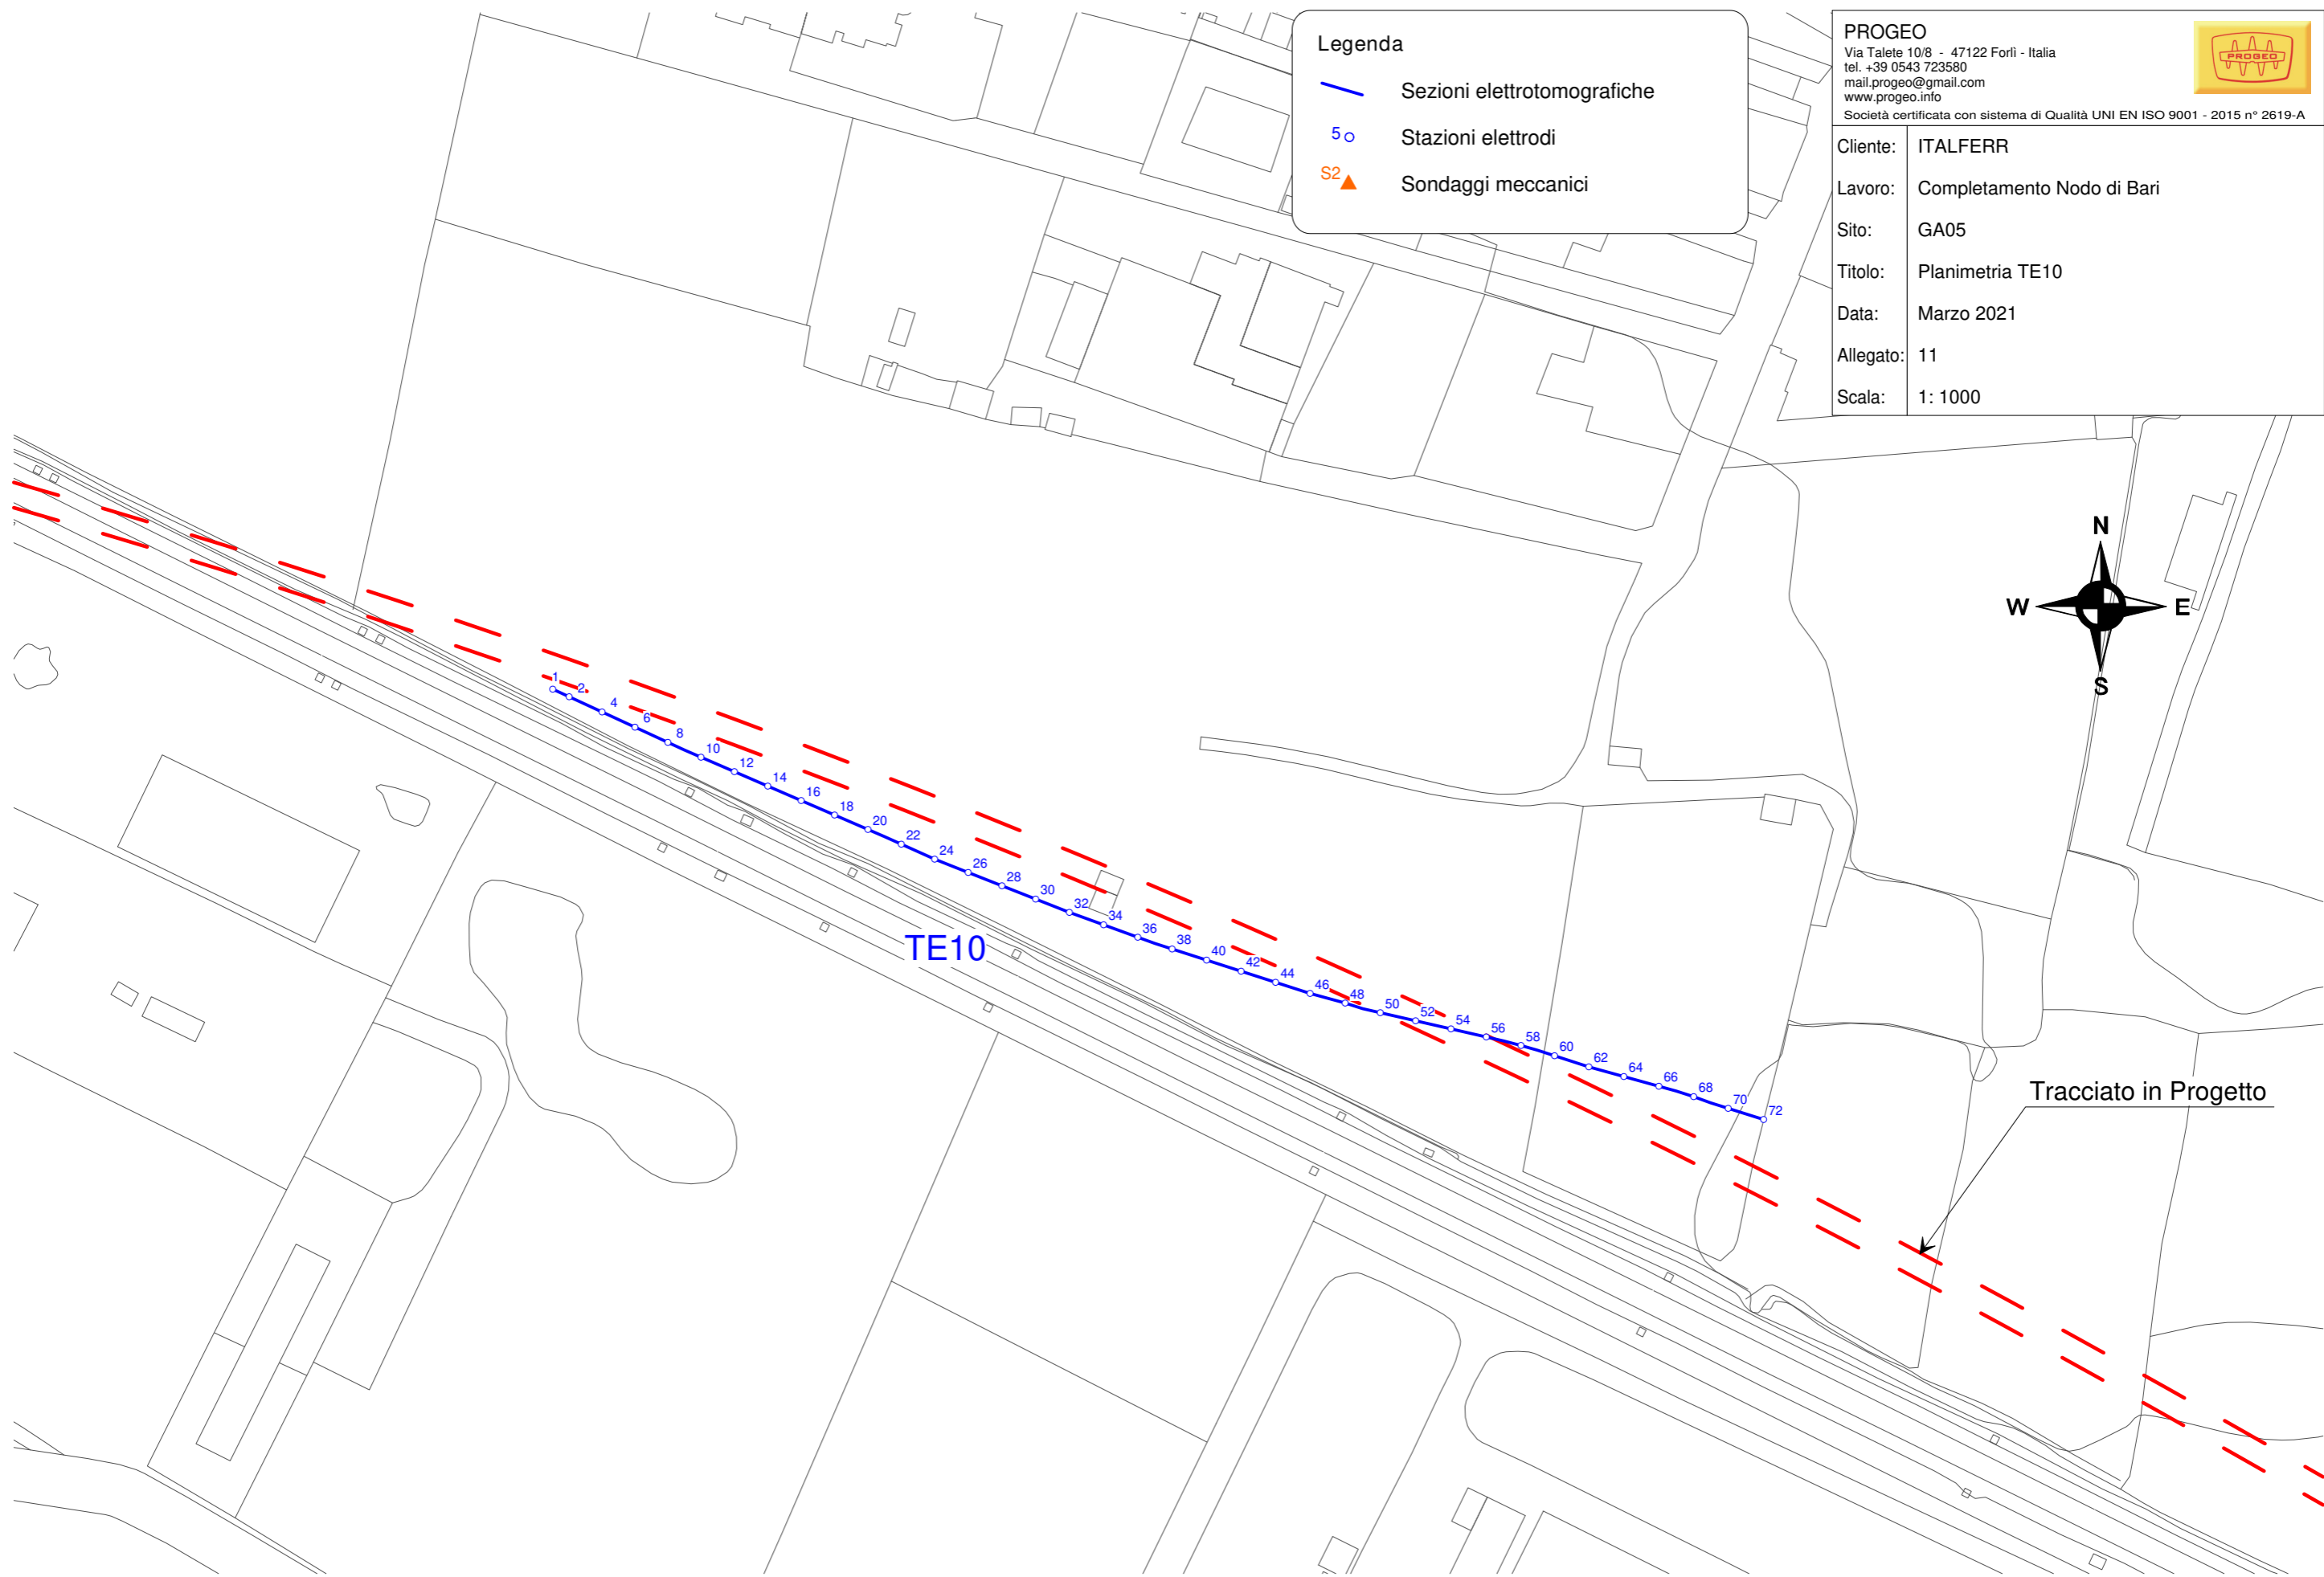 Legenda
Sezioni elettrotomografiche
5
Stazioni elettrodi
S2
Sondaggi meccanici
PROGEO
Via Talete 10/8 - 47122 Forlì - Italia
tel. +39 0543 723580
mail.progeo@gmail.com
www.progeo.info
PROGEO
Società certificata con sistema di Qualità UNI EN ISO 9001 - 2015 n° 2619-A
Cliente: ITALFERR
Lavoro: Completamento Nodo di Bari
Sito: GA05
Titolo: Planimetria TE10
Data: Marzo 2021
Allegato: 11
Scala: 1: 1000
N
W
E
S
1
2
4
6
8
10
12
14
16
18
20
22
24
26
28
30
32
34
36
38
40
42
44
46
48
50
52
54
56
58
60
62
64
66
68
70
72
TE10
Tracciato in Progetto